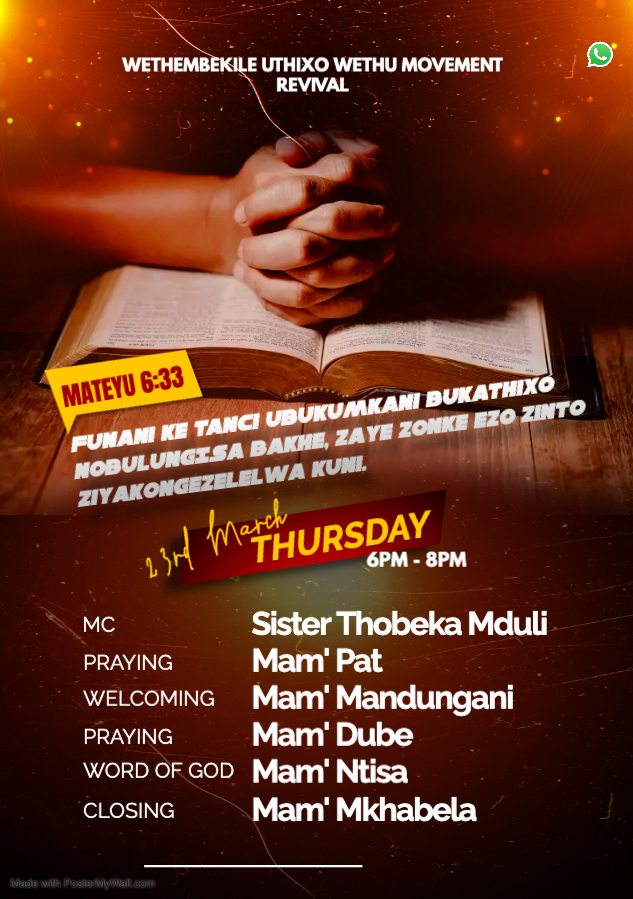 WETHEMBEKILE UTHIXO WETHU MOVEMENT
REVIVAL
MATEYU 6:33
FUNANI KE TANCI UBUKUMKANI BUKATHIXO
NOBULUNGISA BAKHE, ZAYE ZONKE EZO ZINTO
ZIYAKONGEZELELWA KUNI.
23rd March
THURSDAY
6PM - 8PM
MC Sister Thobeka Mduli
PRAYING Mam' Pat
WELCOMING Mam' Mandungani
PRAYING Mam' Dube
WORD OF GOD Mam' Ntisa
CLOSING Mam' Mkhabela
Made with PosterMyWall.com